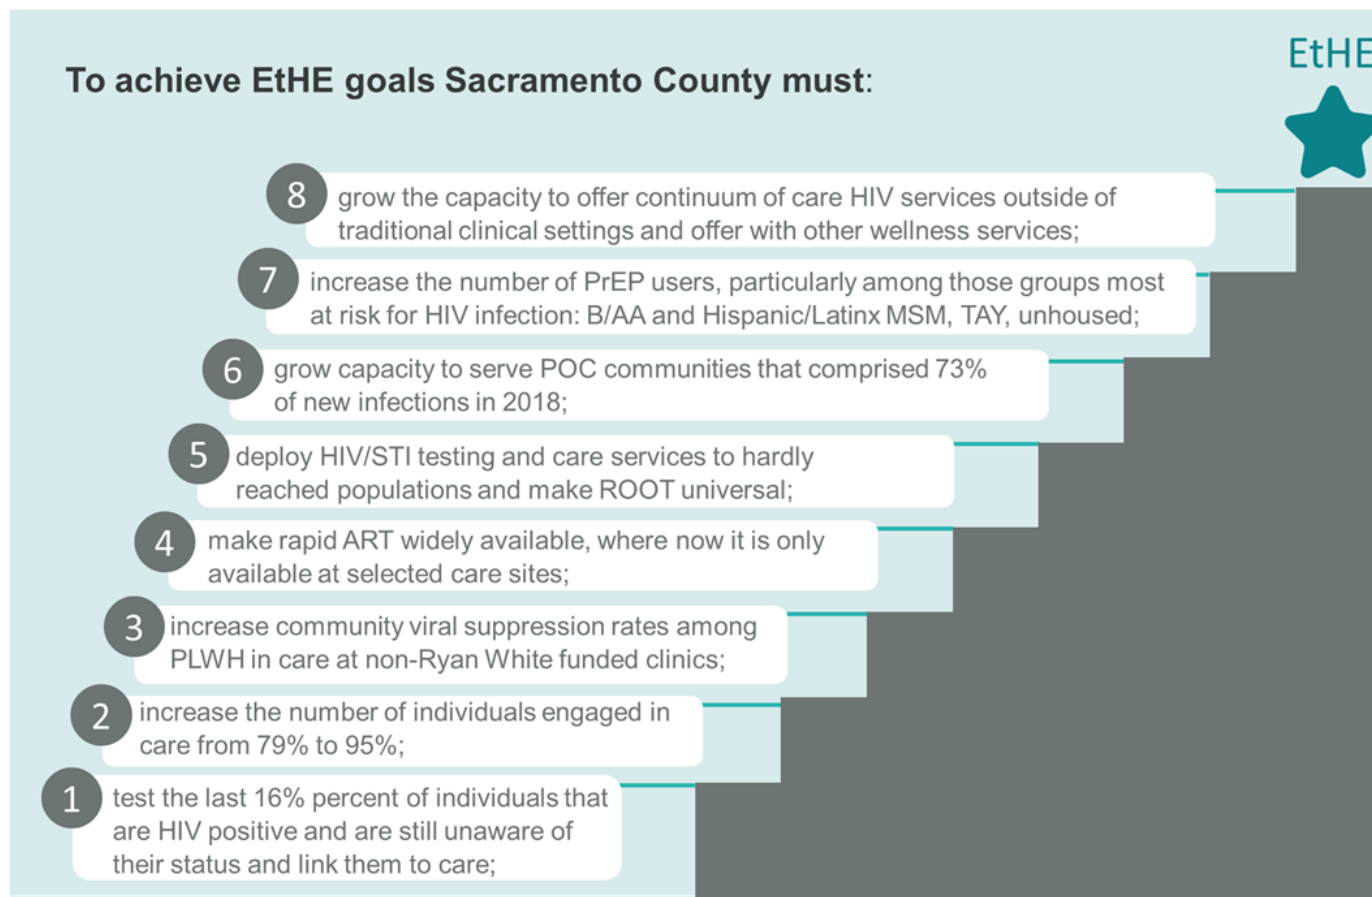 EtHE
To achieve EtHE goals Sacramento County must:
8
grow the capacity to offer continuum of care HIV services outside of
traditional clinical settings and offer with other wellness services;
7
increase the number of PrEP users, particularly among those groups most
at risk for HIV infection: B/AA and Hispanic/Latinx MSM, TAY, unhoused;
6
grow capacity to serve POC communities that comprised 73%
of new infections in 2018;
5
deploy HIV/STI testing and care services to hardly
reached populations and make ROOT universal;
4
make rapid ART widely available, where now it is only
available at selected care sites;
3
increase community viral suppression rates among
PLWH in care at non-Ryan White funded clinics;
2
increase the number of individuals engaged in
care from 79% to 95%;
1
test the last 16% percent of individuals that
are HIV positive and are still unaware of
their status and link them to care;